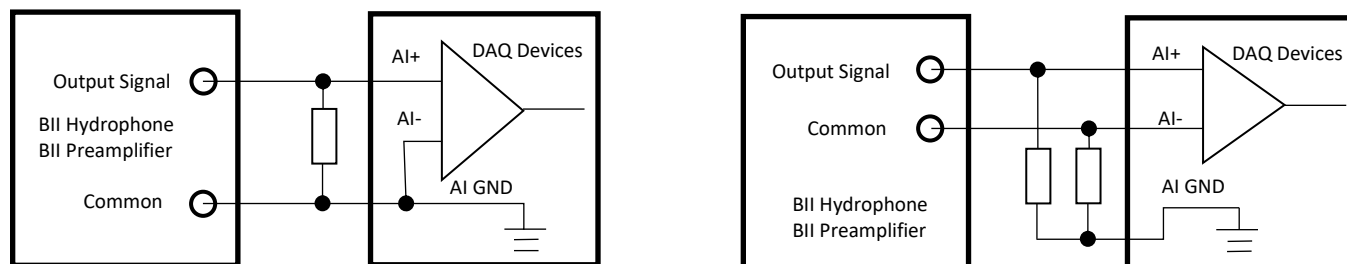 DAQ Devices
AI+
Output Signal
AI-
BII Hydrophone
BII Preamplifier
AI GND
Common
DAQ Devices
AI+
Output Signal
AI-
Common
AI GND
BII Hydrophone
BII Preamplifier